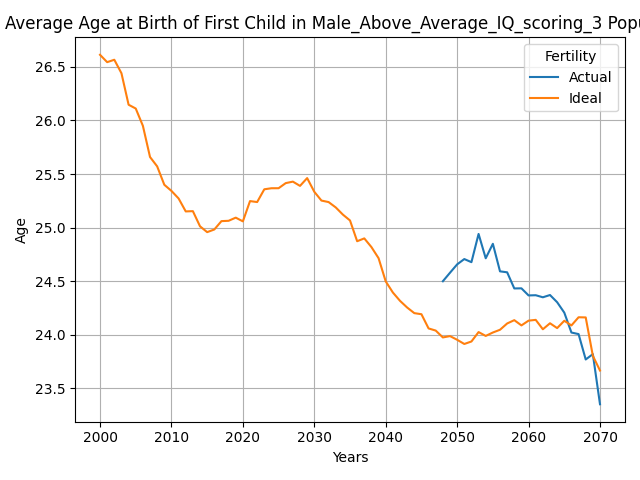 Average Age at Birth of First Child in Male_Above_Average_IQ_scoring_3
Fertility
Actual
Ideal
26.5
26.0
25.5
25.0
24.5
24.0
23.5
Age
2000 2010 2020 2030 2040 2050 2060 2070
Years